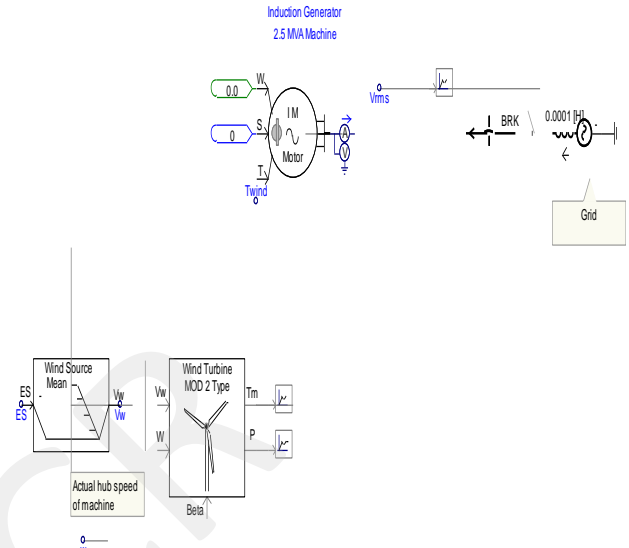 Induction Generator
2.5 MVA Machine
W
0.0
I M
S
0
A
Motor
V
T
Twind
Vrms
BRK
0.0001 [H]
Grid
Wind Source
Mean
ES
ES
Vw
Vw
Wind Turbine
MOD 2 Type
Vw
Tm
W
P
Beta
Actual hub speed
of machine